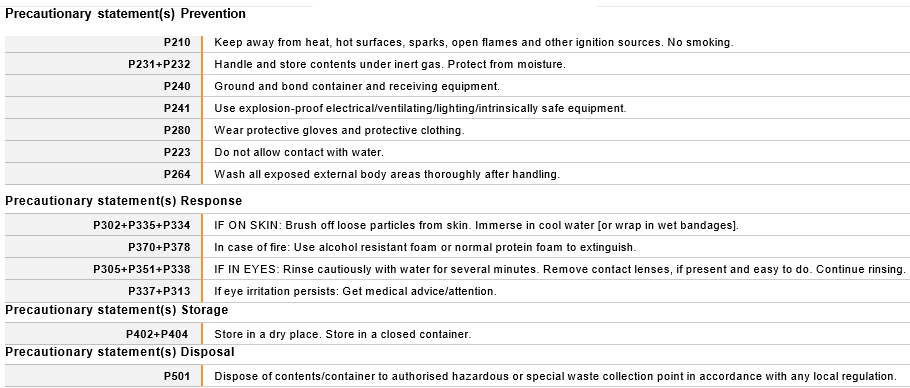 Precautionary statement(s) Prevention
P210 Keep away from heat, hot surfaces, sparks, open flames and other ignition sources. No smoking.
P231+P232 Handle and store contents under inert gas. Protect from moisture.
P240 Ground and bond container and receiving equipment.
P241 Use explosion-proof electrical/ventilating/lighting/intrinsically safe equipment.
P280 Wear protective gloves and protective clothing.
P223 Do not allow contact with water.
P264 Wash all exposed external body areas thoroughly after handling.
Precautionary statement(s) Response
P302+P335+P334 IF ON SKIN: Brush off loose particles from skin. Immerse in cool water [or wrap in wet bandages].
P370+P378 In case of fire: Use alcohol resistant foam or normal protein foam to extinguish.
P305+P351+P338 IF IN EYES: Rinse cautiously with water for several minutes. Remove contact lenses, if present and easy to do. Continue rinsing.
P337+P313 If eye irritation persists: Get medical advice/attention.
Precautionary statement(s) Storage
P402+P404 Store in a dry place. Store in a closed container.
Precautionary statement(s) Disposal
P501 Dispose of contents/container to authorised hazardous or special waste collection point in accordance with any local regulation.